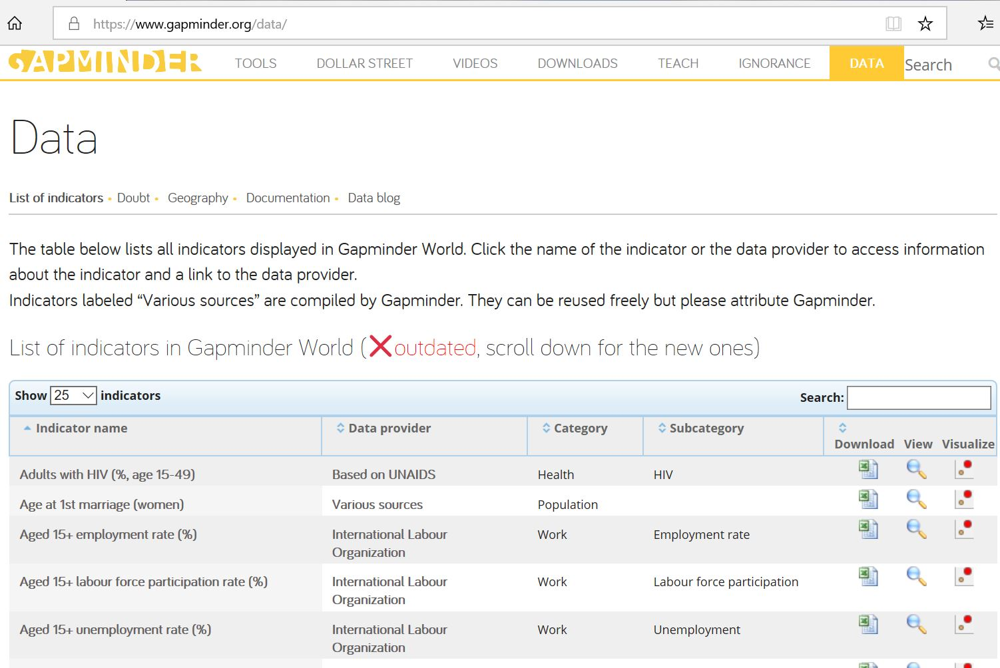 https://www.gapminder.org/data/
GAPMINDER TOOLS DOLLAR STREET VIDEOS DOWNLOADS TEACH IGNORANCE DATA Search
Data
List of indicators • Doubt • Geography • Documentation • Data blog
The table below lists all indicators displayed in Gapminder World. Click the name of the indicator or the data provider to access information
about the indicator and a link to the data provider.
Indicators labeled “Various sources” are compiled by Gapminder. They can be reused freely but please attribute Gapminder.
List of indicators in Gapminder World (❌outdated, scroll down for the new ones)
Show 25 indicators Search:
Indicator name Data provider Category Subcategory
Download View Visualize
Adults with HIV (%, age 15-49) Based on UNAIDS Health HIV
Age at 1st marriage (women) Various sources Population
Aged 15+ employment rate (%) International Labour Work Employment rate
Organization
Aged 15+ labour force participation rate (%) International Labour Work Labour force participation
Organization
Aged 15+ unemployment rate (%) International Labour Work Unemployment
Organization